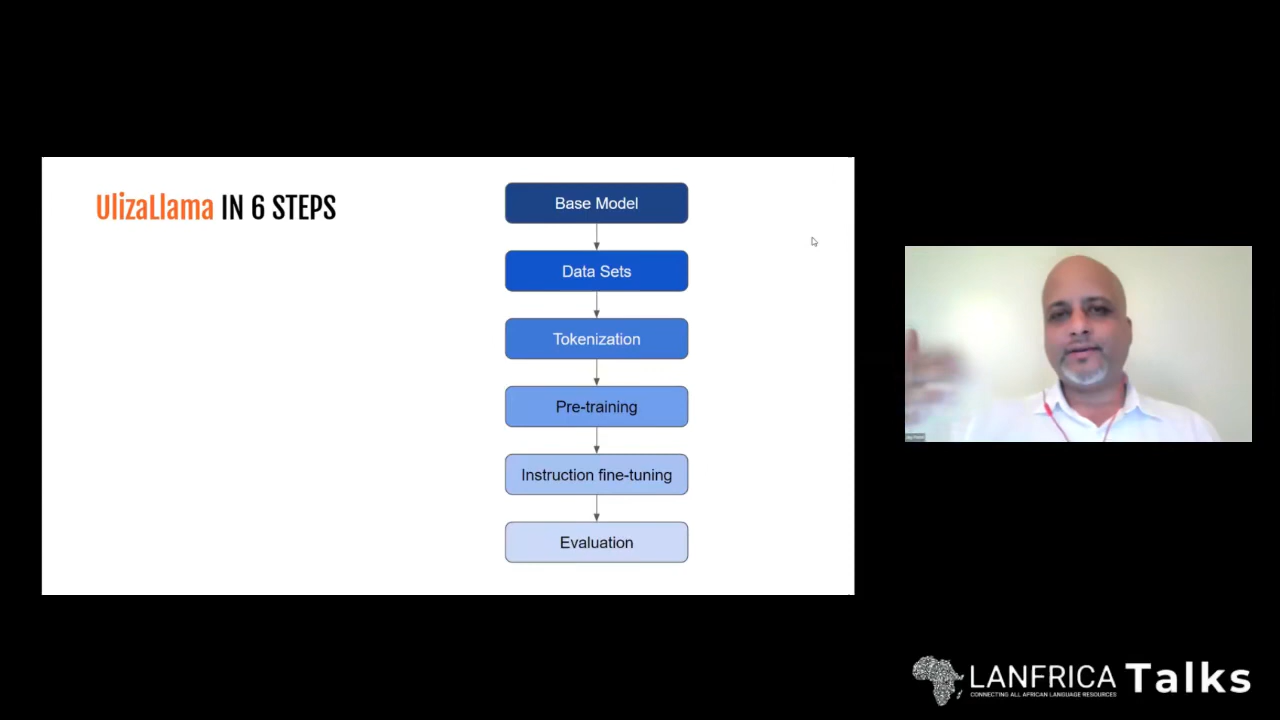 UlizaLlama IN 6 STEPS
Base Model
Data Sets
Tokenization
Pre-training
Instruction fine-tuning
Evaluation
LANFRICA Talks
CONNECTING ALL AFRICAN LANGUAGE RESOURCES